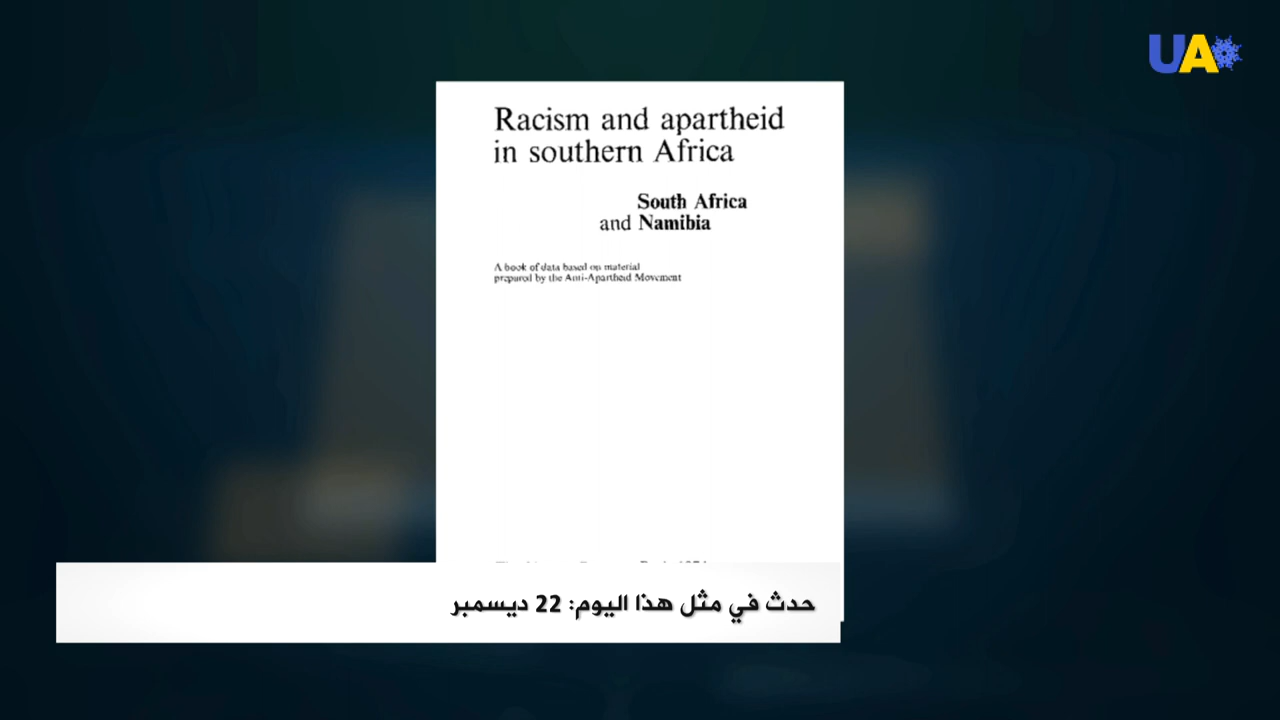 UA
Racism and apartheid
in southern Africa
South Africa
and Namibia
A book of data based on material
prepared by the Anti-Apartheid Movement
حدث في مثل هذا اليوم: 22 ديسمبر